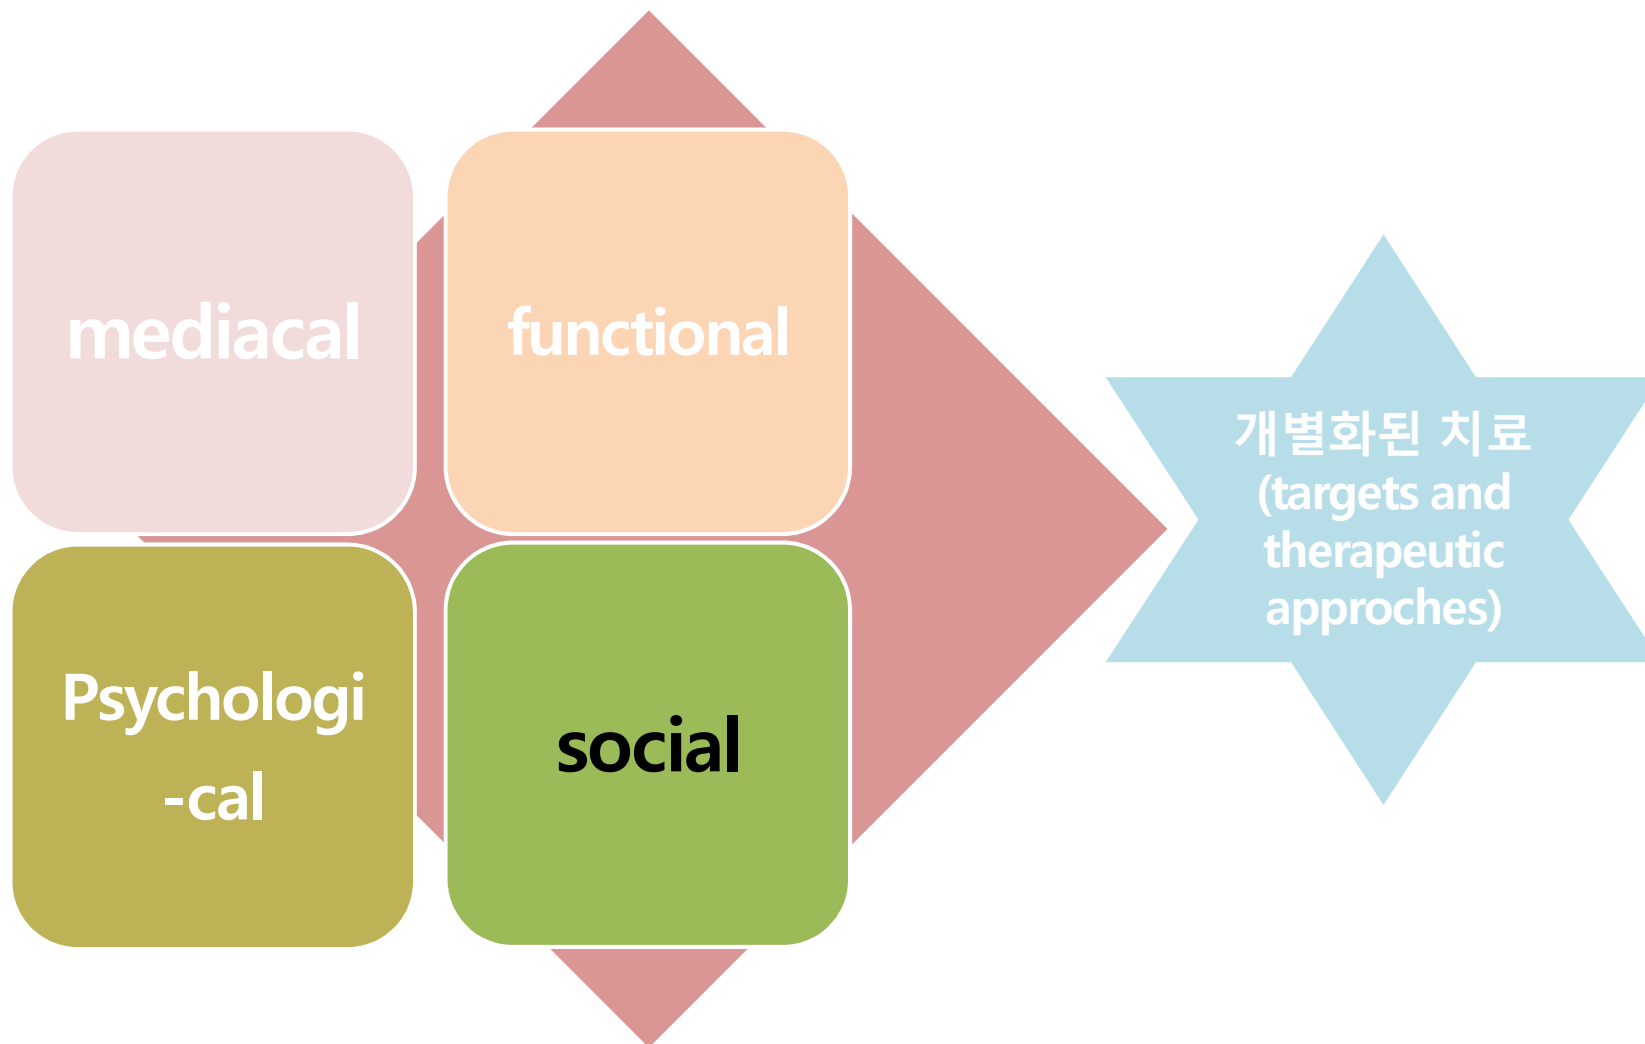 mediacal
functional
Psychologi
-cal
social
개별화된 치료
(targets and
therapeutic
approches)